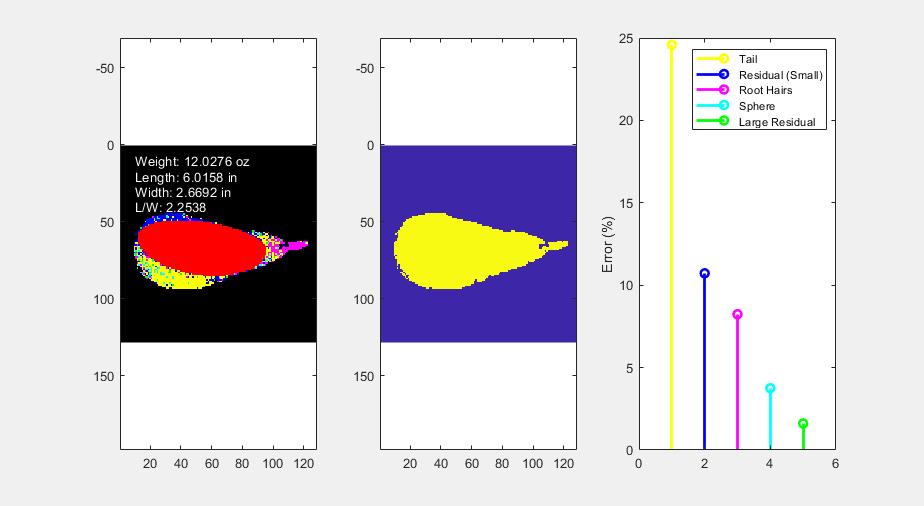 -50
0
50
100
150
20 40 60 80 100 120
Weight: 12.0276 oz
Length: 6.0158 in
Width: 2.6692 in
L/W: 2.2538
-50
0
50
100
150
20 40 60 80 100 120
Error (%)
25
20
15
10
5
0
0 2 4 6
Tail
Residual (Small)
Root Hairs
Sphere
Large Residual